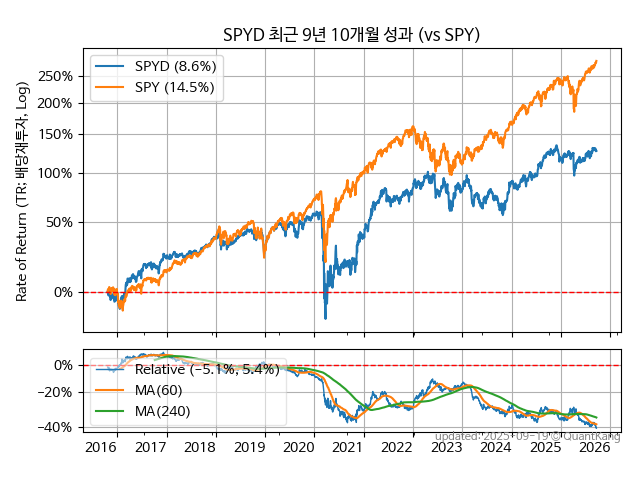 SPYD 최근 9년 10개월 성과 (vs SPY)
Rate of Return (TR: 배당재투자, Log)
250%
200%
150%
100%
50%
0%
SPYD (8.6%)
SPY (14.5%)
0%
−20%
−40%
Relative (−5.1%, 5.4%)
MA(60)
MA(240)
updated: 2025-09-19 © QuantKang
2016 2017 2018 2019 2020 2021 2022 2023 2024 2025 2026